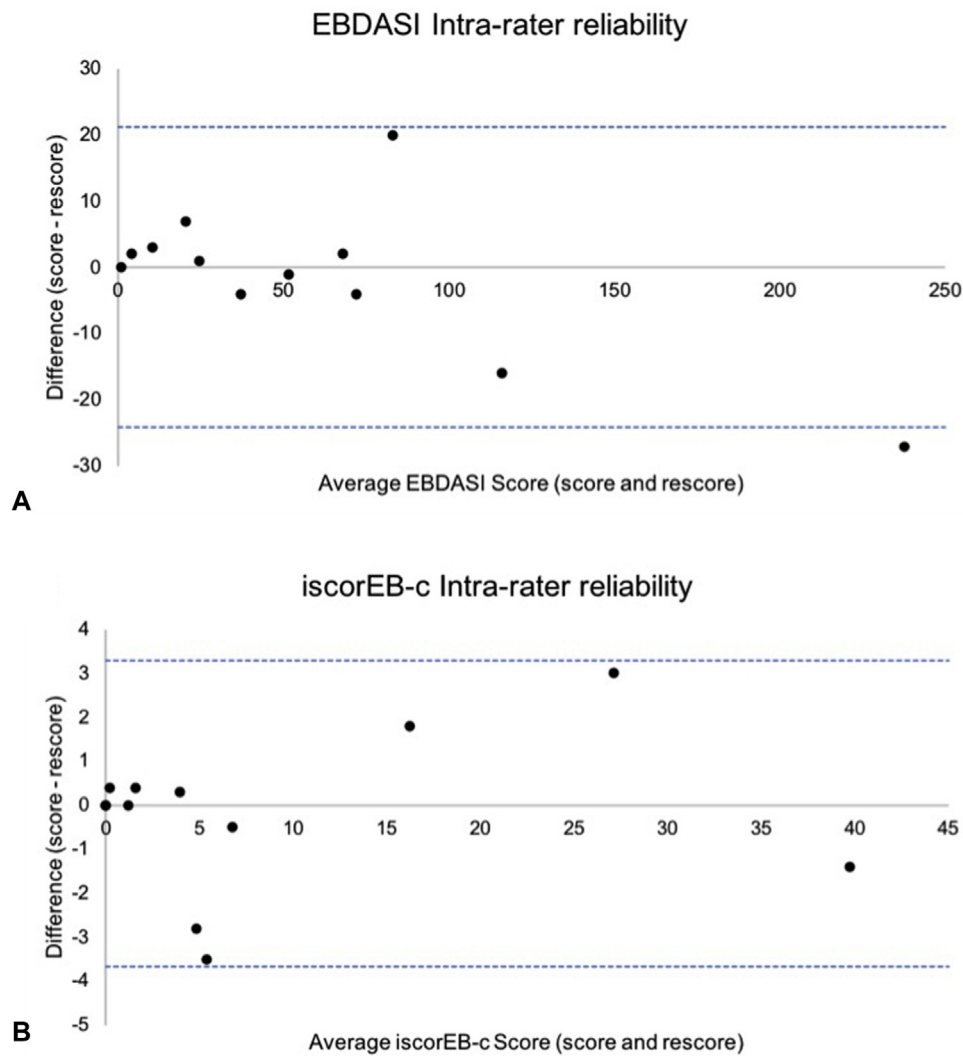 EBDASI Intra-rater reliability
30
20
10
0
-10
-20
-30
0 50 100 150 200 250
Difference (score - rescore)
Average EBDASI Score (score and rescore)
A
iscorEB-c Intra-rater reliability
4
3
2
1
0
-1
-2
-3
-4
-5
0 5 10 15 20 25 30 35 40 45
Difference (score - rescore)
Average iscorEB-c Score (score and rescore)
B